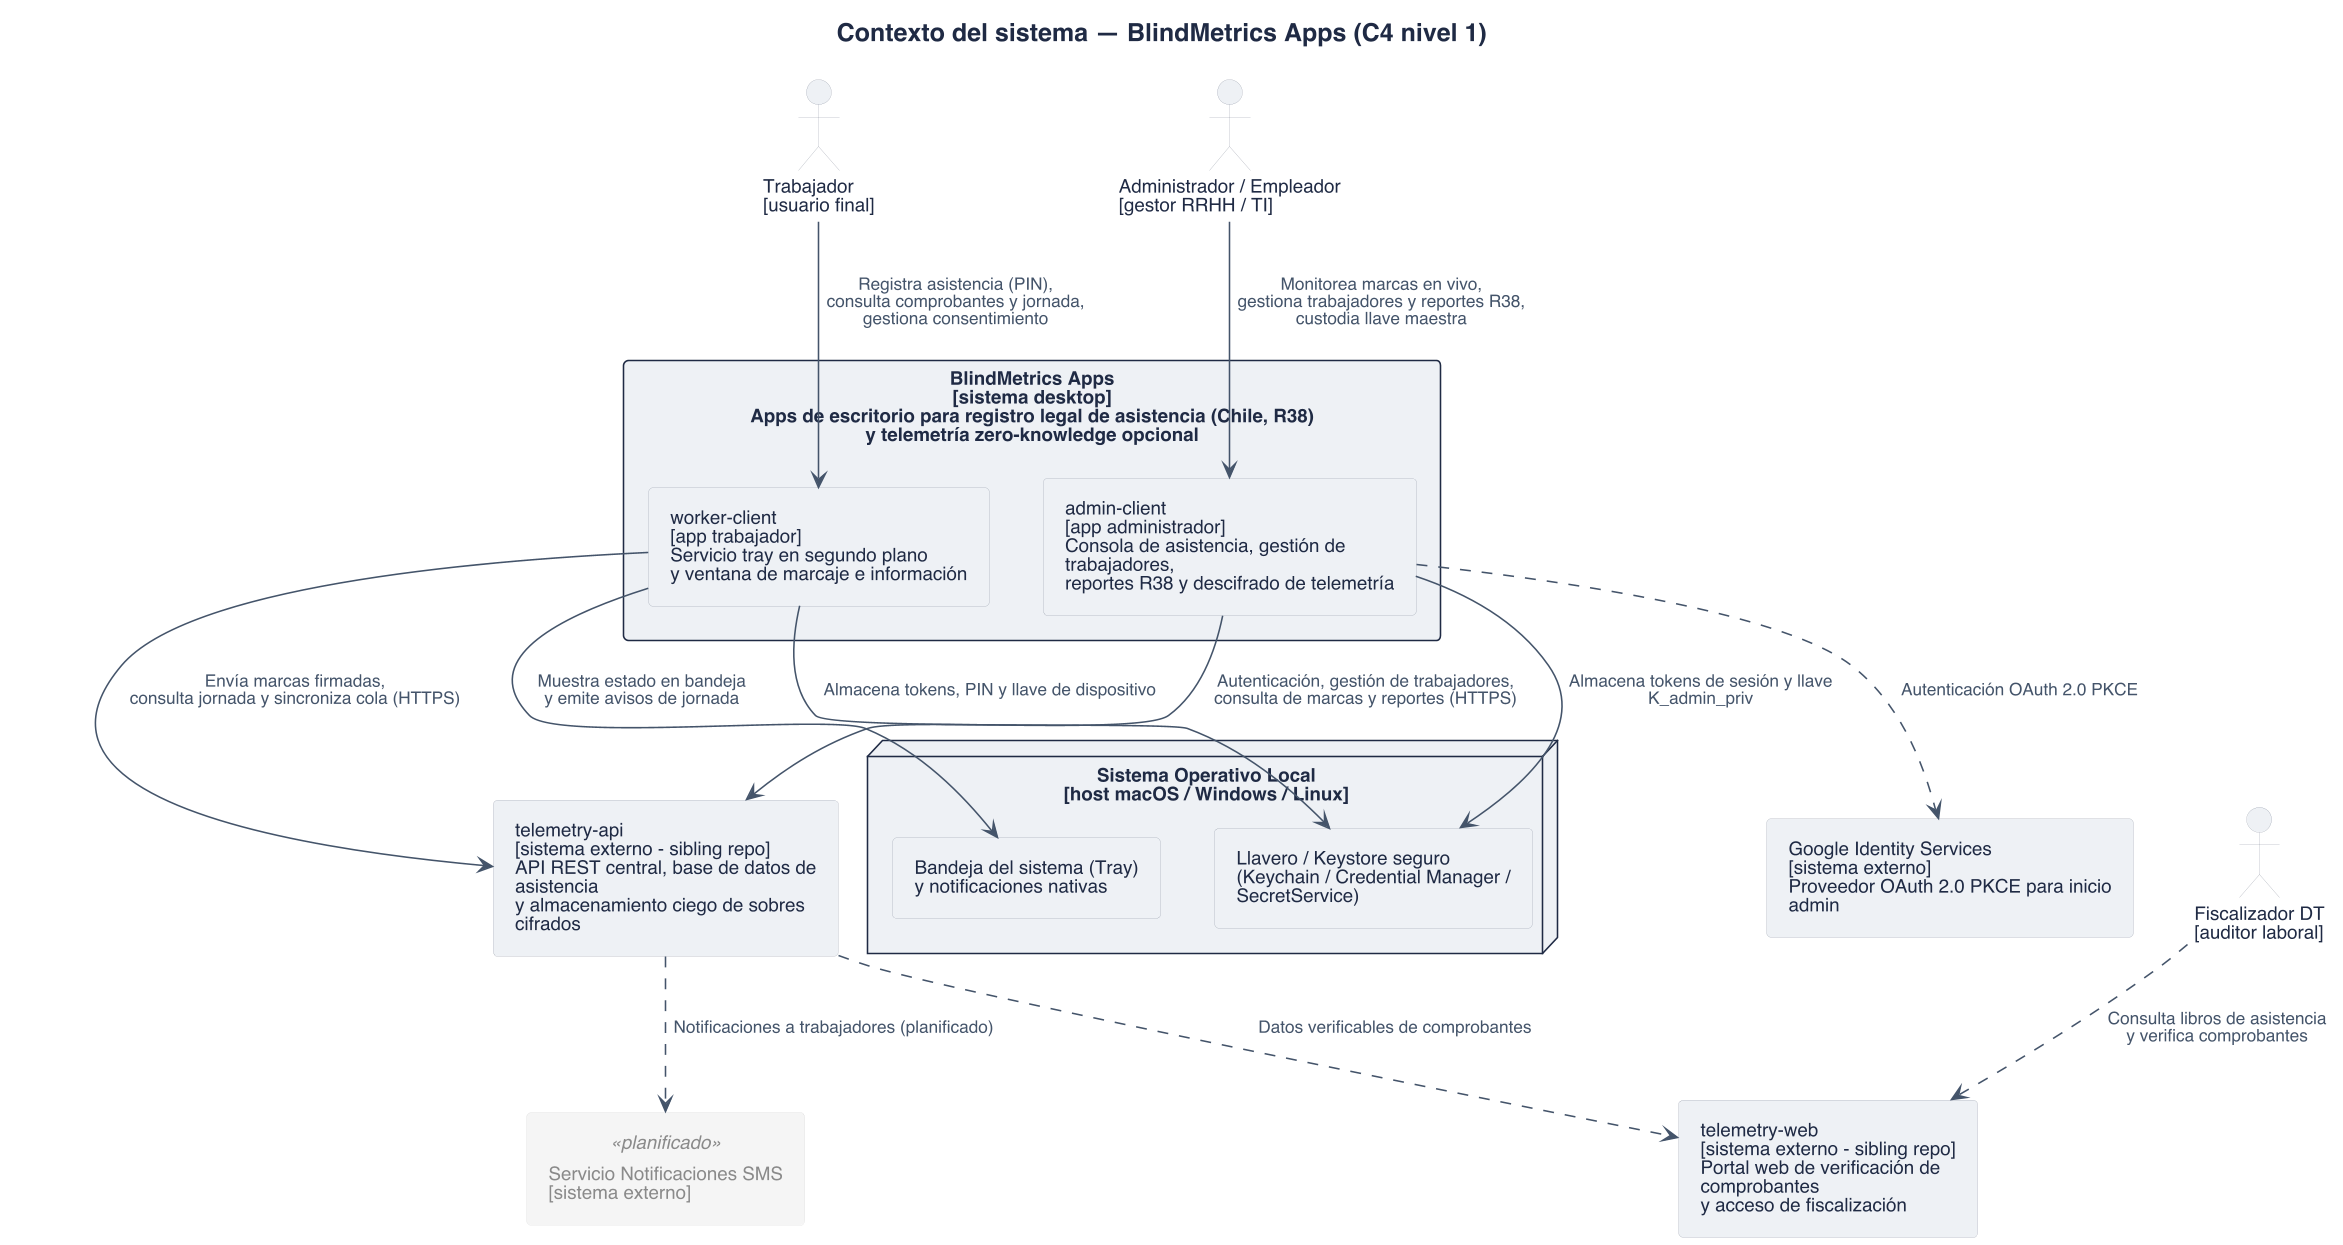 Contexto del sistema — BlindMetrics Apps (C4 nivel 1)
Trabajador
[usuario final]
Administrador / Empleador
[gestor RRHH / TI]
Registra asistencia (PIN),
consulta comprobantes y jornada,
gestiona consentimiento
Monitorea marcas en vivo,
gestiona trabajadores y reportes R38,
custodia llave maestra
BlindMetrics Apps
[sistema desktop]
Apps de escritorio para registro legal de asistencia (Chile, R38)
y telemetría zero-knowledge opcional
worker-client
[app trabajador]
Servicio tray en segundo plano
y ventana de marcaje e información
admin-client
[app administrador]
Consola de asistencia, gestión de
trabajadores,
reportes R38 y descifrado de telemetría
Envía marcas firmadas,
consulta jornada y sincroniza cola (HTTPS)
Muestra estado en bandeja
y emite avisos de jornada
Almacena tokens, PIN y llave de dispositivo
Autenticación, gestión de trabajadores,
consulta de marcas y reportes (HTTPS)
Almacena tokens de sesión y llave
K_admin_priv
Autenticación OAuth 2.0 PKCE
Sistema Operativo Local
[host macOS / Windows / Linux]
telemetry-api
[sistema externo - sibling repo]
API REST central, base de datos de
asistencia
y almacenamiento ciego de sobres
cifrados
Bandeja del sistema (Tray)
y notificaciones nativas
Llavero / Keystore seguro
(Keychain / Credential Manager /
SecretService)
Google Identity Services
[sistema externo]
Proveedor OAuth 2.0 PKCE para inicio
admin
Fiscalizador DT
[auditor laboral]
Notificaciones a trabajadores (planificado)
Datos verificables de comprobantes
Consulta libros de asistencia
y verifica comprobantes
«planificado»
Servicio Notificaciones SMS
[sistema externo]
telemetry-web
[sistema externo - sibling repo]
Portal web de verificación de
comprobantes
y acceso de fiscalización